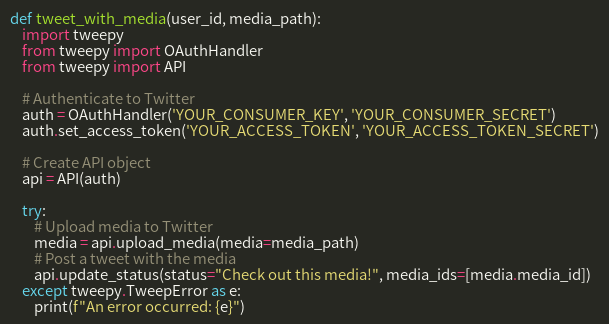 def tweet_with_media(user_id, media_path):
    import tweepy
    from tweepy import OAuthHandler
    from tweepy import API

    # Authenticate to Twitter
    auth = OAuthHandler('YOUR_CONSUMER_KEY', 'YOUR_CONSUMER_SECRET')
    auth.set_access_token('YOUR_ACCESS_TOKEN', 'YOUR_ACCESS_TOKEN_SECRET')

    # Create API object
    api = API(auth)

    try:
        # Upload media to Twitter
        media = api.upload_media(media=media_path)
        # Post a tweet with the media
        api.update_status(status="Check out this media!", media_ids=[media.media_id])
    except tweepy.TweepError as e:
        print(f"An error occurred: {e}")